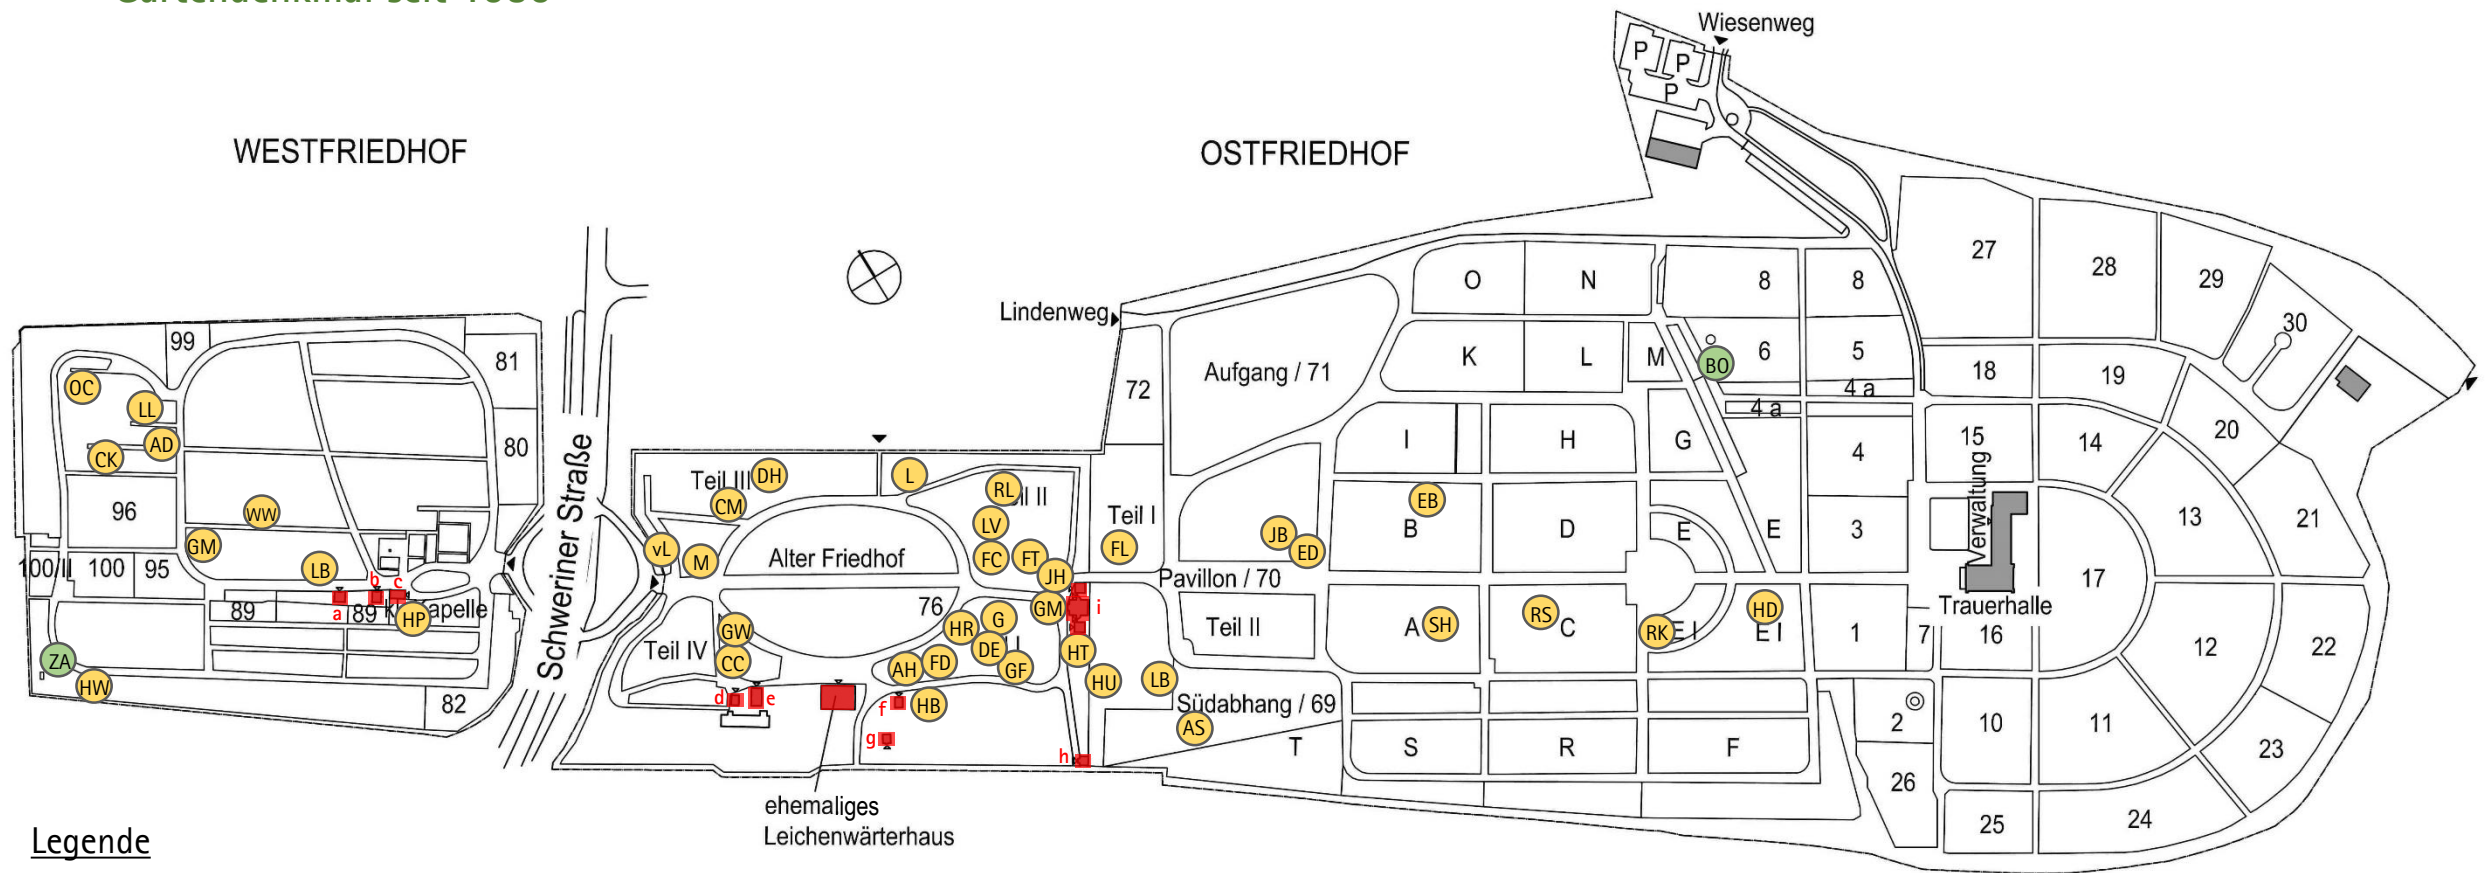 Gartendenkmal seit 1986
Wiesenweg
P
P
P
WESTFRIEDHOF
OSTFRIEDHOF
Schweriner Straße
Lindenweg
99
81
80
96
100/II
100
95
89
89
Kapelle
82
OC
LL
AD
CK
WW
GM
LB
HP
ZA
HW
a
b
c
Teil III
DH
CM
L
RL
LV
FC
FT
JH
GM
vL
M
Alter Friedhof
76
Teil IV
GW
CC
HR
G
DE
GF
AH
FD
HB
HT
HU
LB
AS
FL
d
e
f
g
h
i
ehemaliges
Leichenwärterhaus
72
Teil I
Aufgang / 71
Pavillon / 70
Teil II
Südabhang / 69
T
JB
ED
O
N
K
L
M
I
H
G
B
EB
D
E
E
A
SH
RS
C
RK
E I
HD
E I
S
R
F
8
8
6
5
BO
4 a
4 a
4
3
1
7
2
26
27
28
29
30
18
19
20
15
14
13
21
Verwaltung
Trauerhalle
17
16
12
22
10
11
23
25
24
Legende